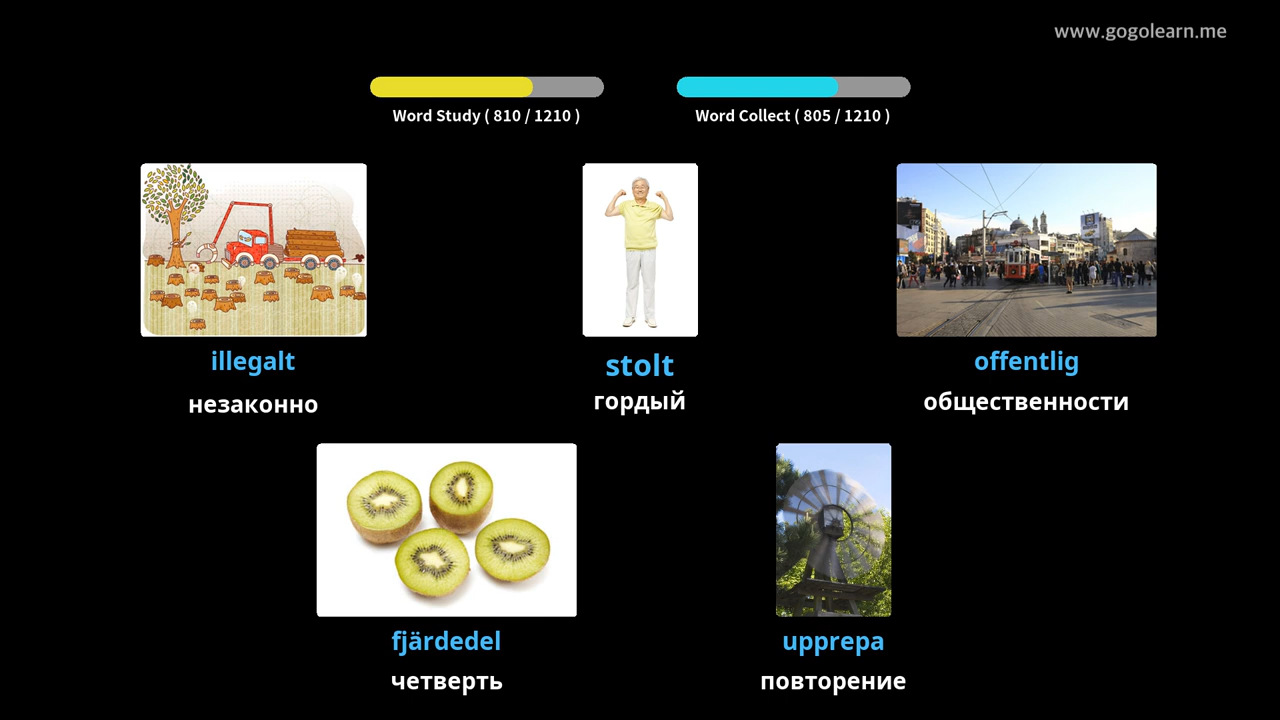 www.gogolearn.me
Word Study ( 810 / 1210 )
Word Collect ( 805 / 1210 )
illegalt
stolt
offentlig
незаконно
гордый
общественности
fjärdedel
upprepa
четверть
повторение